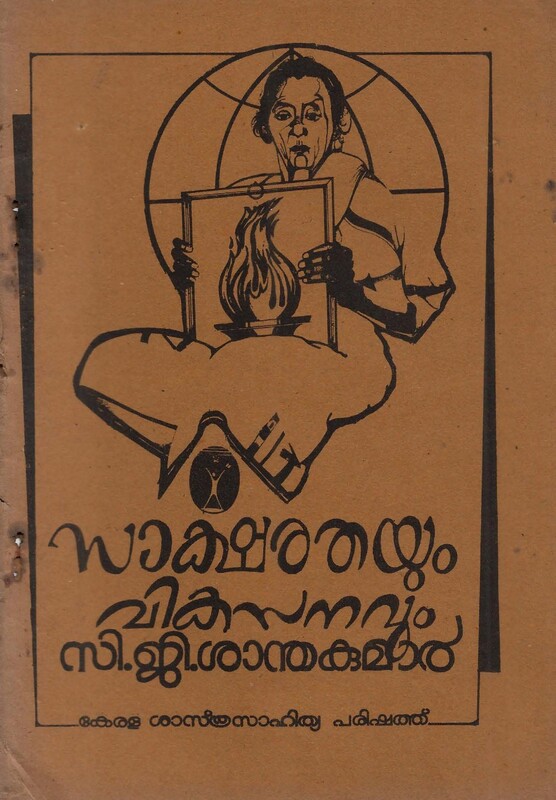 സാക്ഷരതയും
വികസനവും
സി.ജി.ശാന്തകുമാർ
കേരള ശാസ്ത്രസാഹിത്യ പരിഷത്ത്